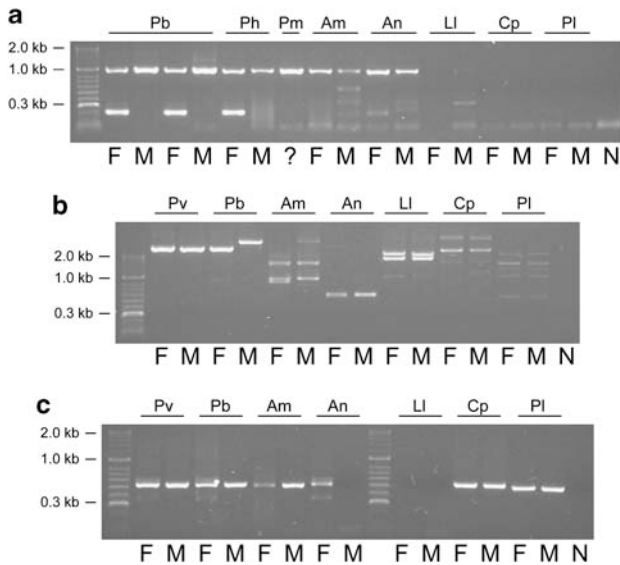 a
Pb Ph Pm Am An Ll Cp Pl
2.0 kb
1.0 kb
0.3 kb
F M F M F M ? F M F M F M F M F M N
b
Pv Pb Am An Ll Cp Pl
2.0 kb
1.0 kb
0.3 kb
F M F M F M F M F M F M F M N
c
Pv Pb Am An Ll Cp Pl
2.0 kb
1.0 kb
0.3 kb
F M F M F M F M F M F M F M N